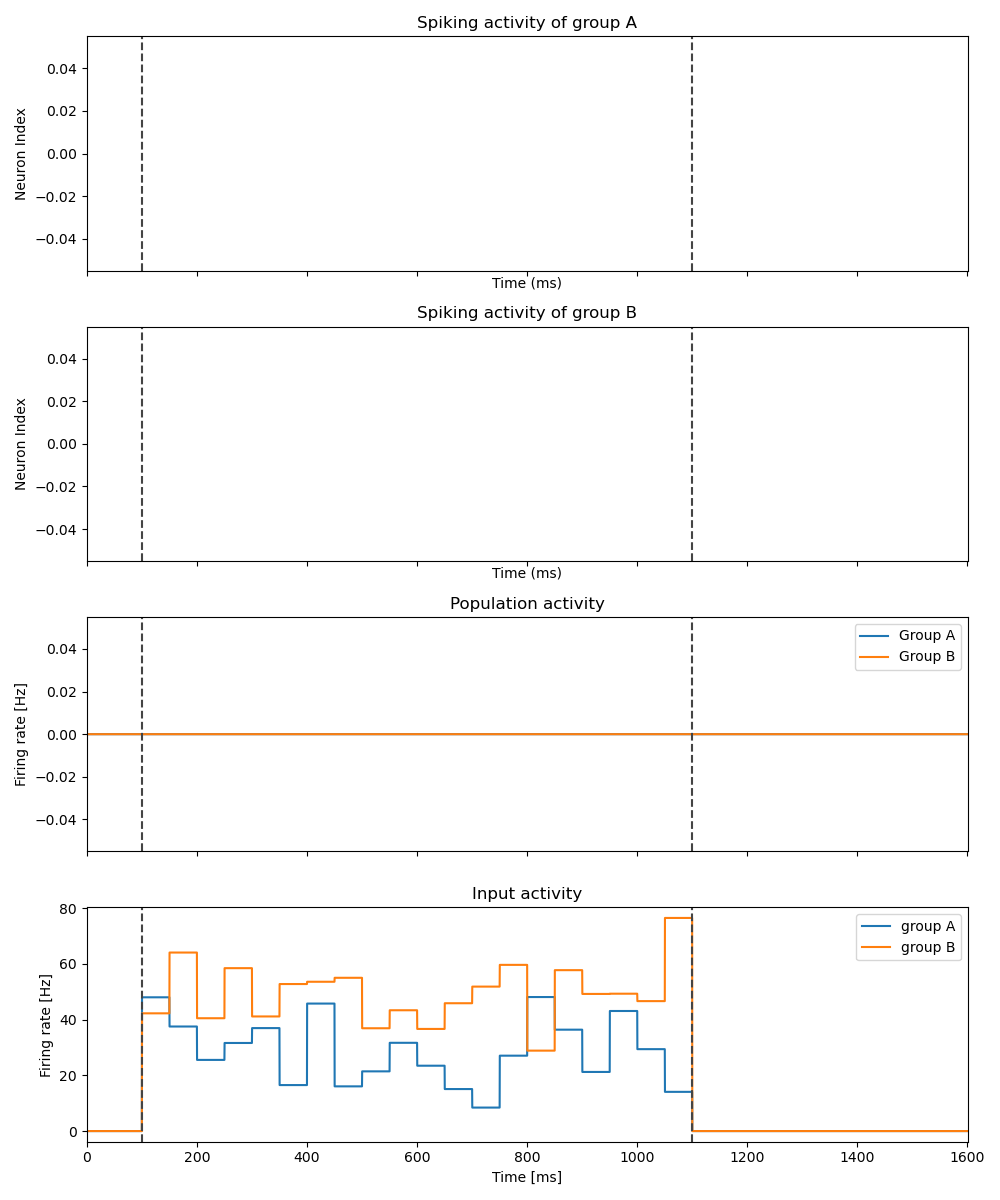 Spiking activity of group A
0.04
0.02
0.00
−0.02
−0.04
Neuron Index
Time (ms)
Spiking activity of group B
0.04
0.02
0.00
−0.02
−0.04
Neuron Index
Time (ms)
Population activity
0.04
0.02
0.00
−0.02
−0.04
Firing rate [Hz]
Group A
Group B
Input activity
80
60
40
20
0
Firing rate [Hz]
group A
group B
0 200 400 600 800 1000 1200 1400 1600
Time [ms]